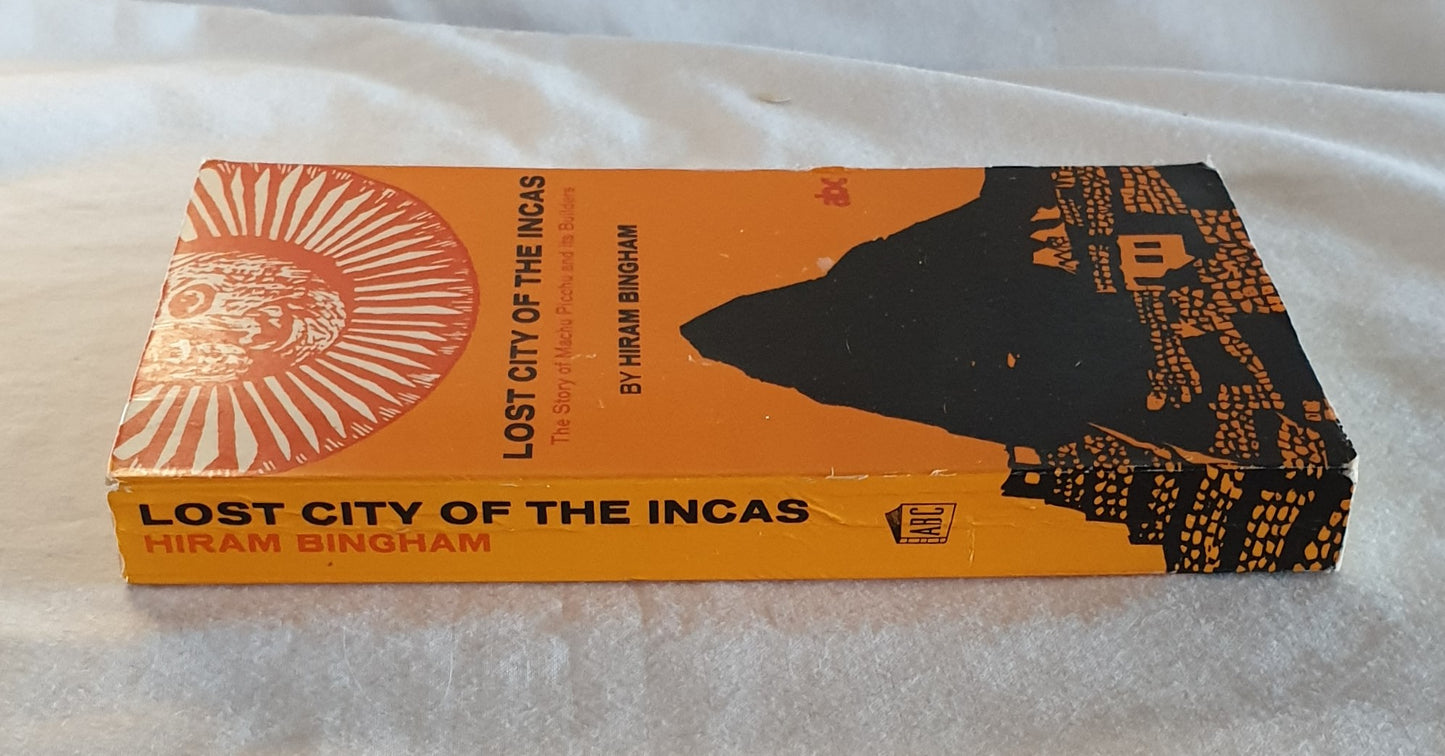 LOST CITY OF THE INCAS
The Story of Machu Picchu and its Builders
BY HIRAM BINGHAM
abc
LOST CITY OF THE INCAS
HIRAM BINGHAM
ABC